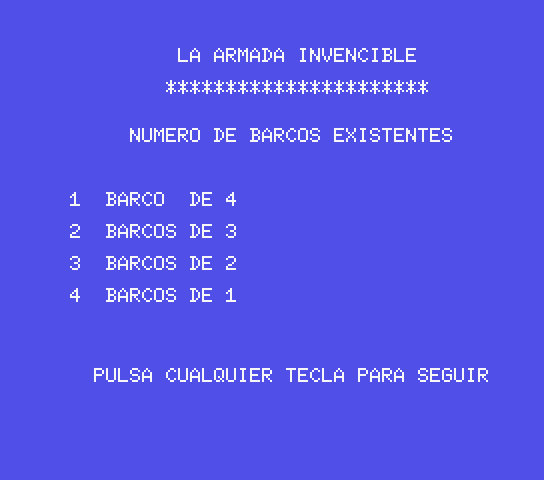 LA ARMADA INVENCIBLE
**********************
NUMERO DE BARCOS EXISTENTES
1  BARCO  DE 4
2  BARCOS DE 3
3  BARCOS DE 2
4  BARCOS DE 1
PULSA CUALQUIER TECLA PARA SEGUIR